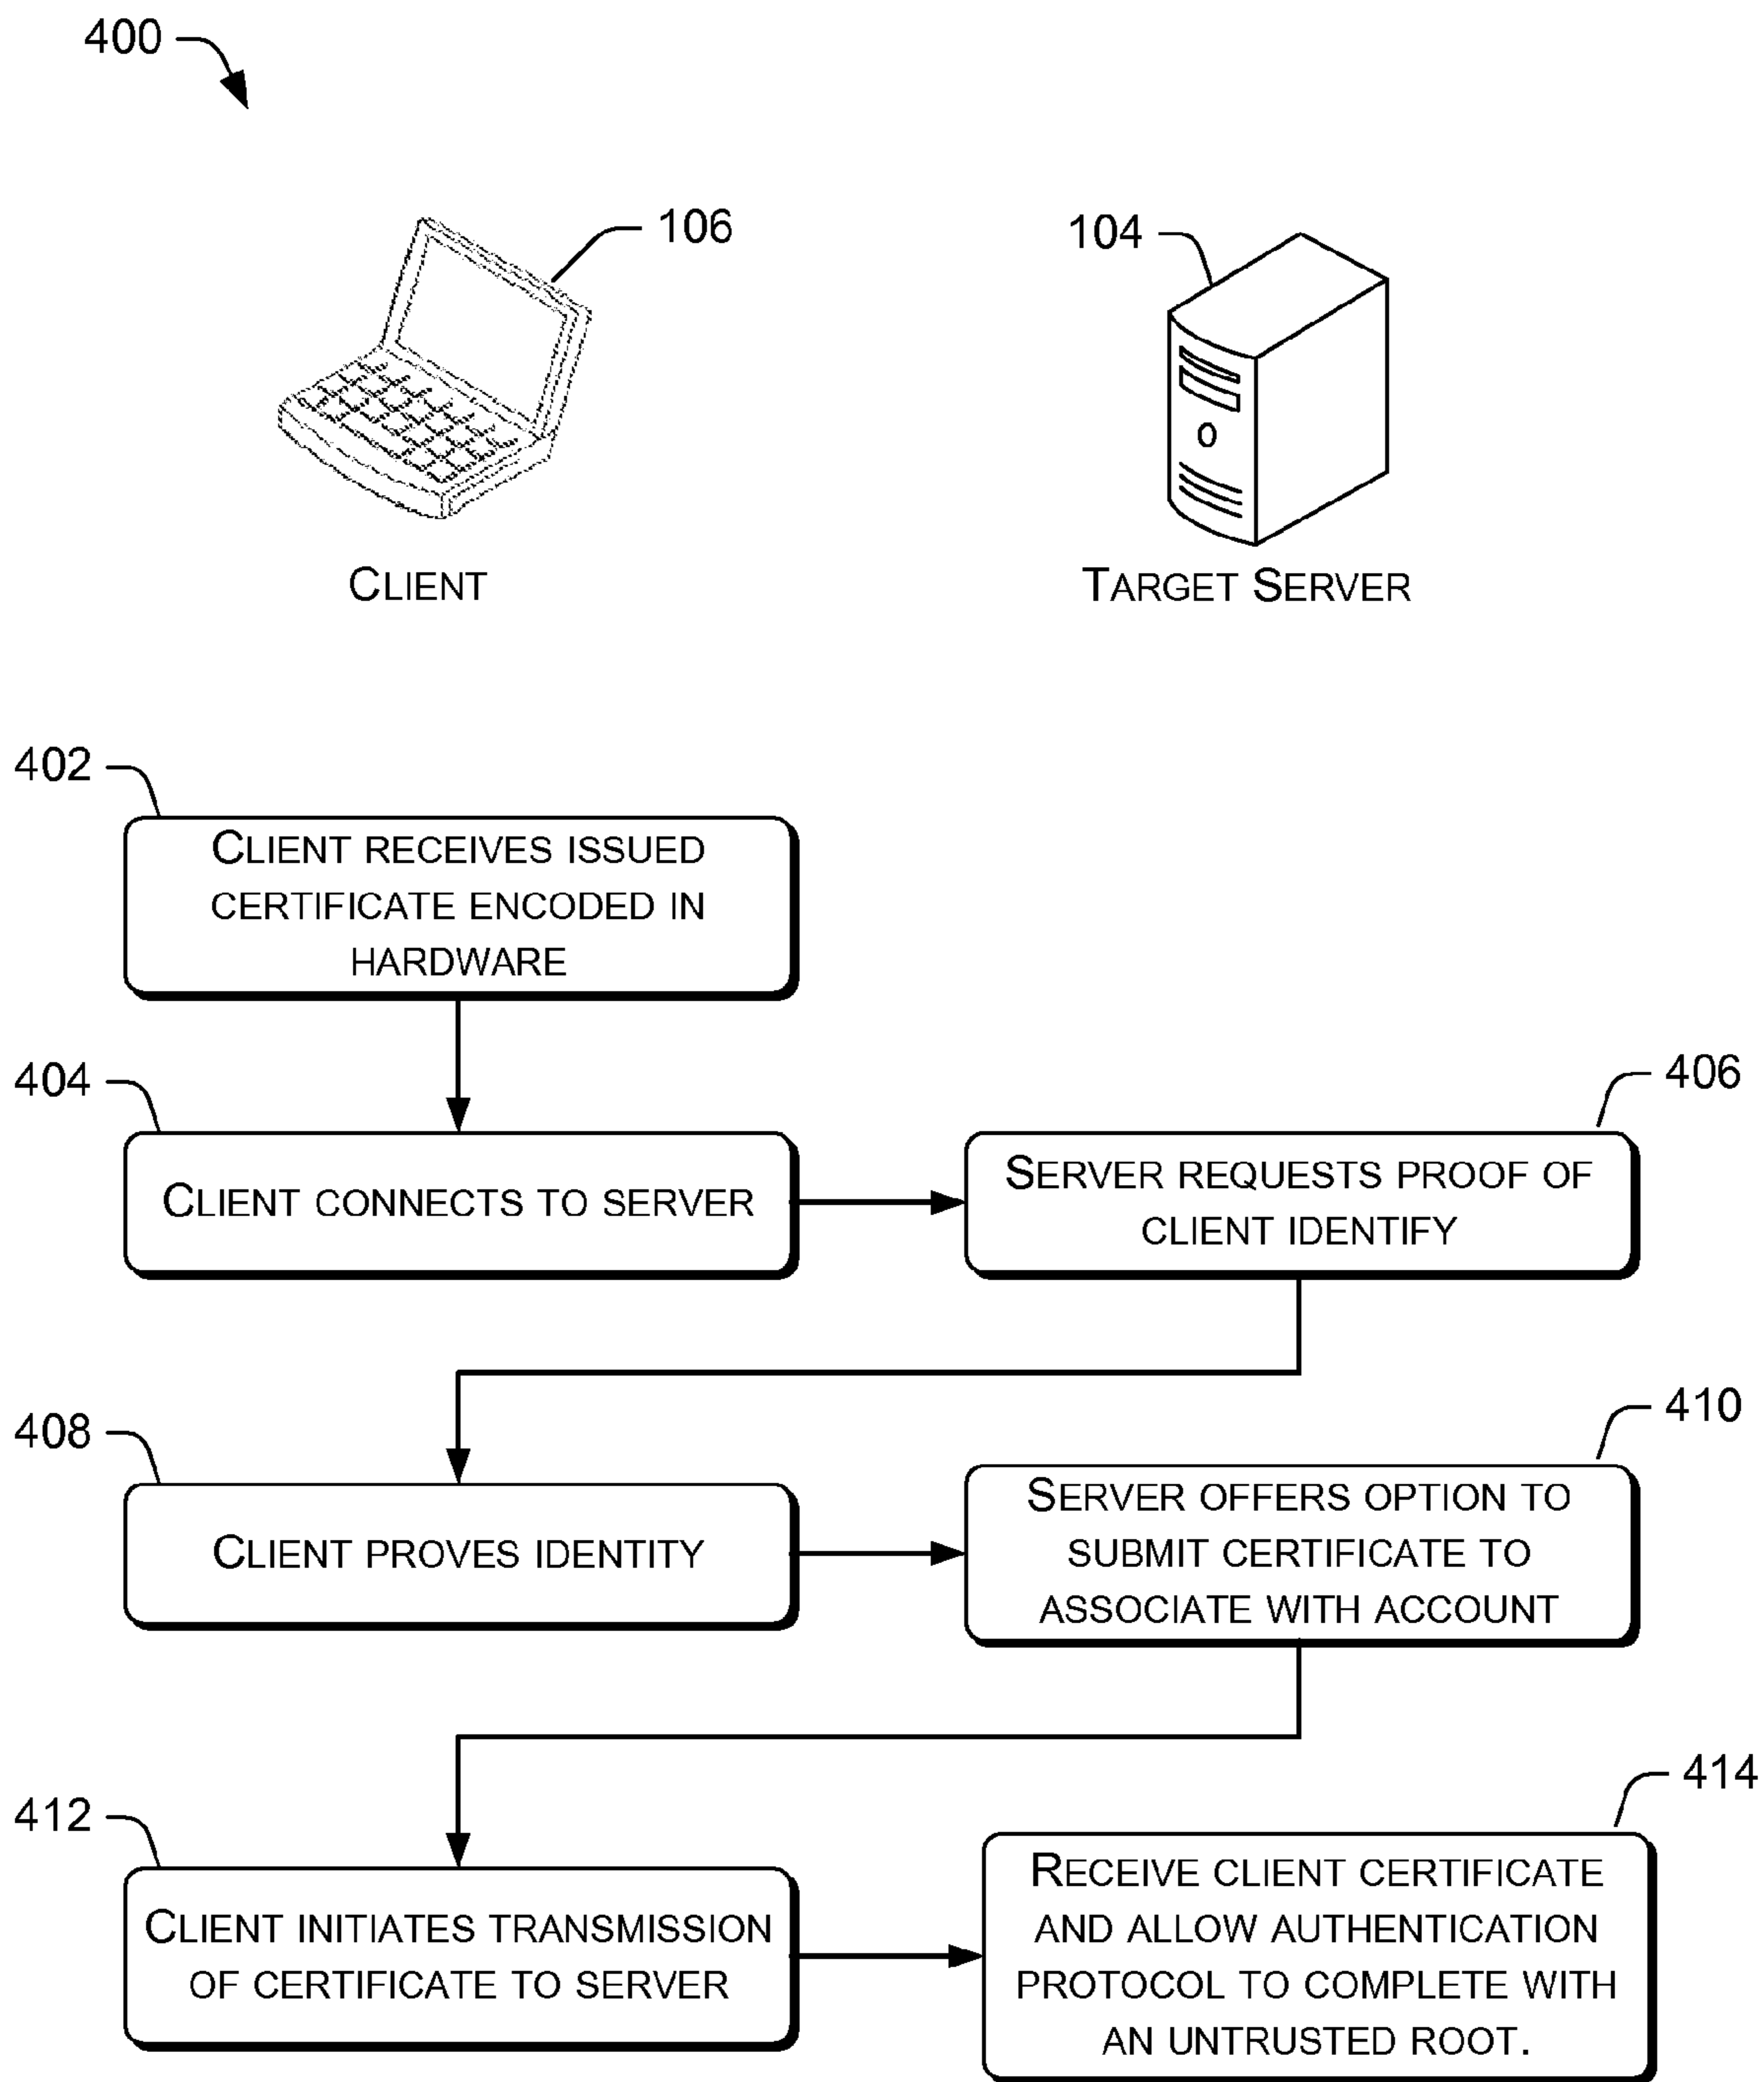 400
106
104
CLIENT
TARGET SERVER
402
CLIENT RECEIVES ISSUED
CERTIFICATE ENCODED IN
HARDWARE
404
406
CLIENT CONNECTS TO SERVER
SERVER REQUESTS PROOF OF
CLIENT IDENTIFY
408
410
CLIENT PROVES IDENTITY
SERVER OFFERS OPTION TO
SUBMIT CERTIFICATE TO
ASSOCIATE WITH ACCOUNT
412
414
CLIENT INITIATES TRANSMISSION
OF CERTIFICATE TO SERVER
RECEIVE CLIENT CERTIFICATE
AND ALLOW AUTHENTICATION
PROTOCOL TO COMPLETE WITH
AN UNTRUSTED ROOT.